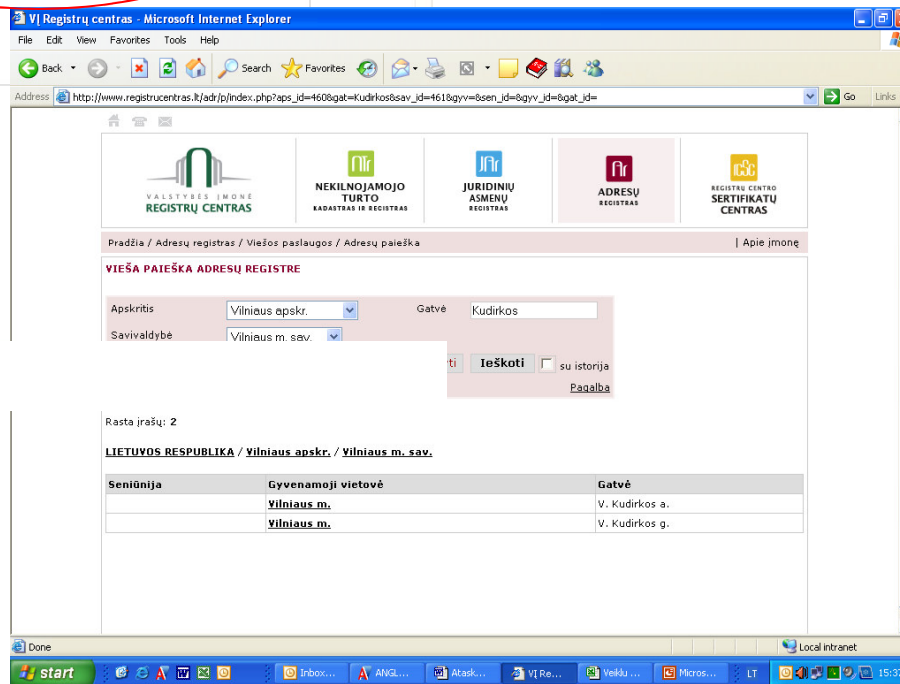 VĮ Registrų centras - Microsoft Internet Explorer
File Edit View Favorites Tools Help
Back Search Favorites
Address http://www.registrucentras.lt/adr/p/index.php?aps_id=460&gat=Kudirkos&sav_id=461&gyv=&sen_id=&gyv_id=&gat_id= Go Links
VALSTYBĖS ĮMONĖ
REGISTRŲ CENTRAS
NTR
NEKILNOJAMOJO
TURTO
KADASTRAS IR REGISTRAS
JAR
JURIDINIŲ
ASMENŲ
REGISTRAS
AR
ADRESŲ
REGISTRAS
RCSC
REGISTRŲ CENTRO
SERTIFIKATŲ
CENTRAS
Pradžia / Adresų registras / Viešos paslaugos / Adresų paieška | Apie įmonę
VIEŠA PAIEŠKA ADRESŲ REGISTRE
Apskritis Vilniaus apskr. Gatvė Kudirkos
Savivaldybė Vilniaus m. sav.
ti Ieškoti su istorija
Pagalba
Rasta įrašų: 2
LIETUVOS RESPUBLIKA / Vilniaus apskr. / Vilniaus m. sav.
Seniūnija Gyvenamoji vietovė Gatvė
Vilniaus m. V. Kudirkos a.
Vilniaus m. V. Kudirkos g.
Done Local intranet
start Inbox... ANGL... Atask... VĮ Re... Veiklu ... Micros... LT